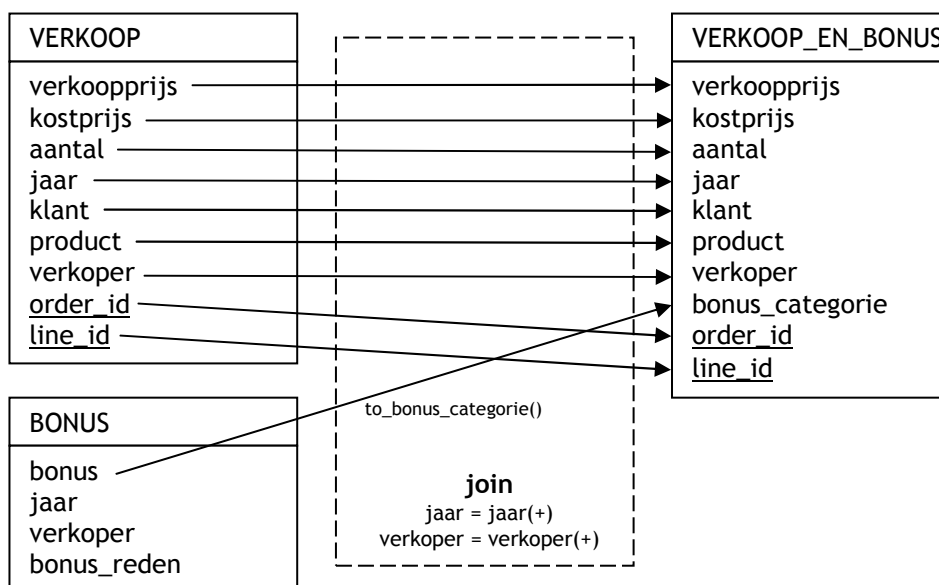 VERKOOP
verkoopprijs
kostprijs
aantal
jaar
klant
product
verkoper
order_id
line_id
BONUS
bonus
jaar
verkoper
bonus_reden
to_bonus_categorie()
join
jaar = jaar(+)
verkoper = verkoper(+)
VERKOOP_EN_BONUS
verkoopprijs
kostprijs
aantal
jaar
klant
product
verkoper
bonus_categorie
order_id
line_id